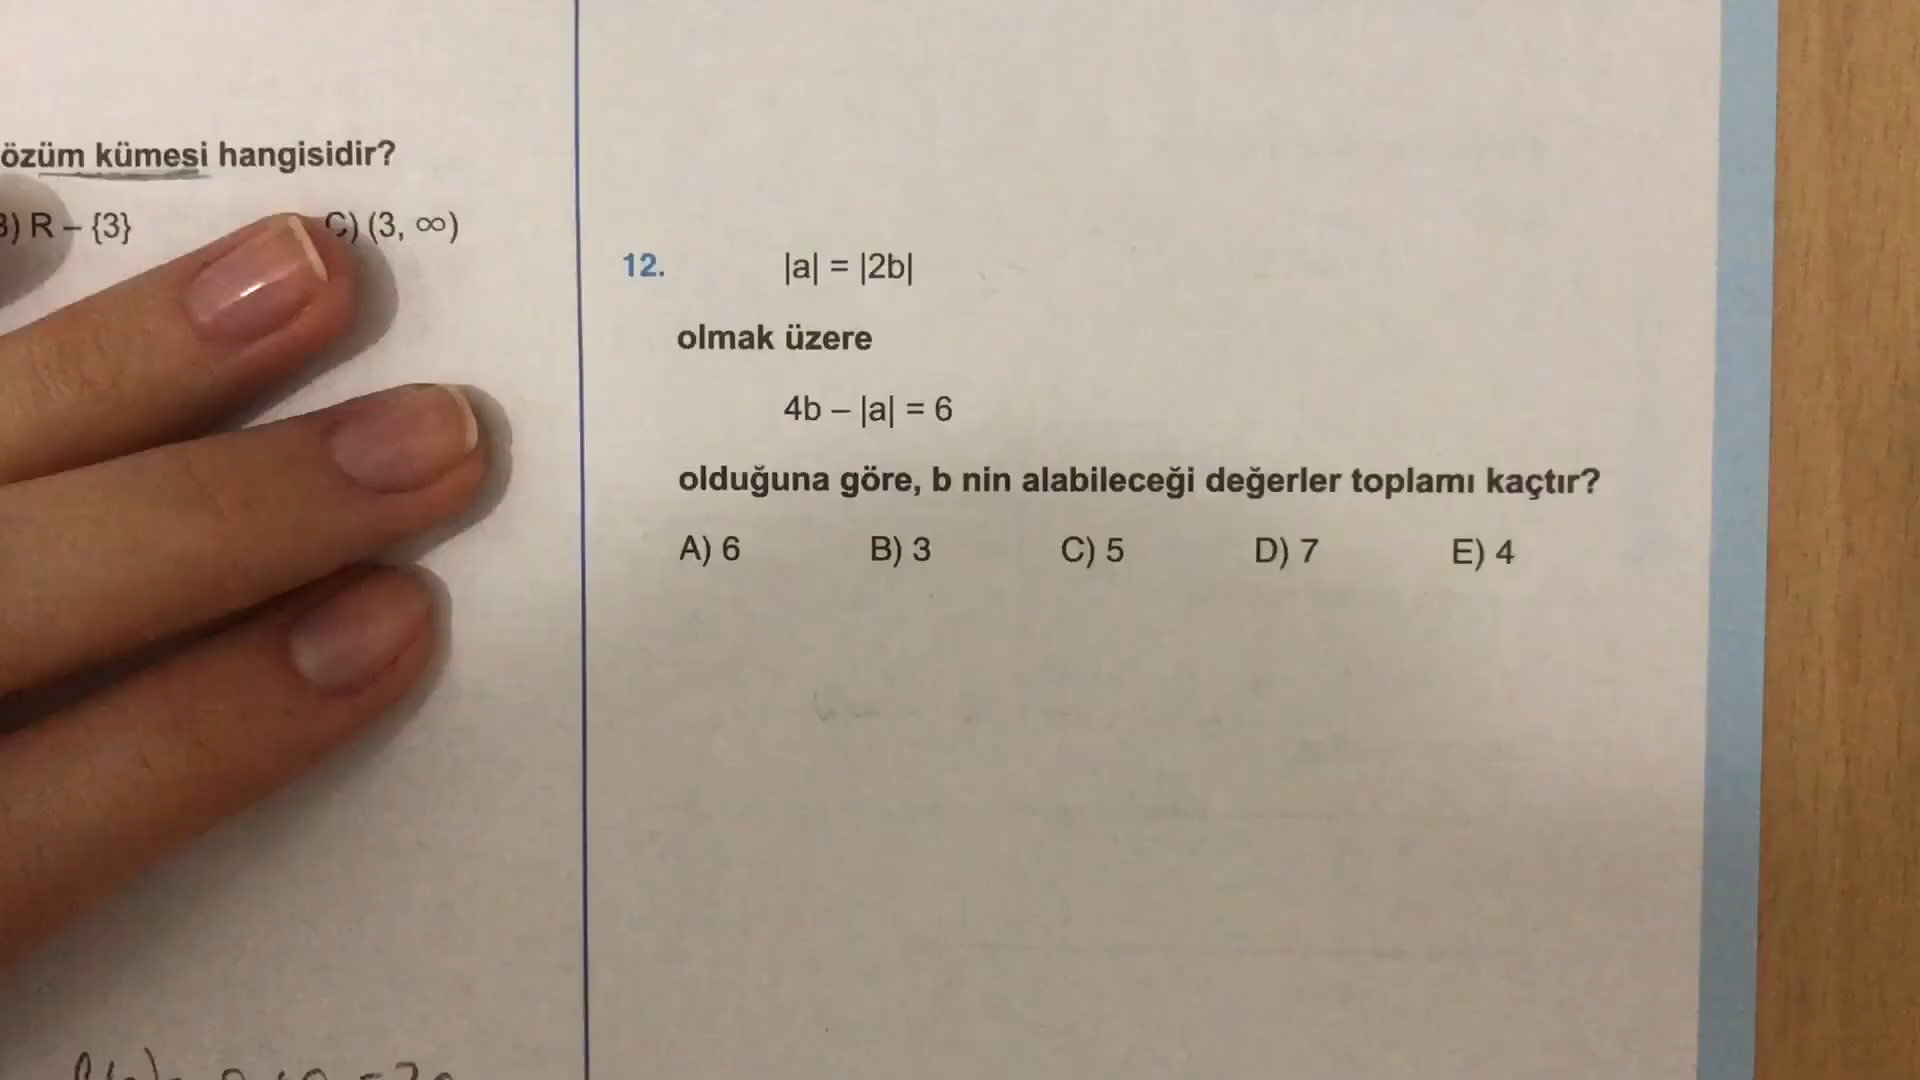 özüm kümesi hangisidir?
3) R – {3} C) (3, ∞)
12. |a| = |2b|
olmak üzere
4b – |a| = 6
olduğuna göre, b nin alabileceği değerler toplamı kaçtır?
A) 6 B) 3 C) 5 D) 7 E) 4